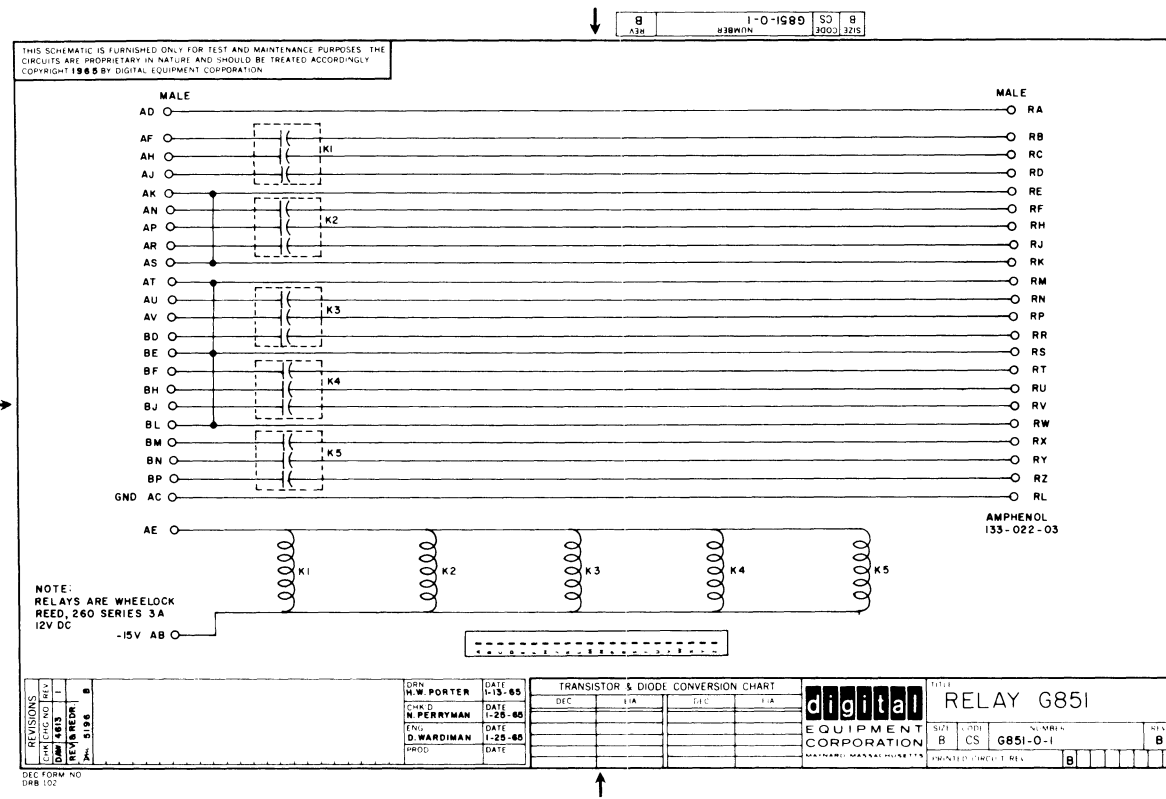 SIZE CODE NUMBER REV
B CS G851-0-1 B
THIS SCHEMATIC IS FURNISHED ONLY FOR TEST AND MAINTENANCE PURPOSES THE
CIRCUITS ARE PROPRIETARY IN NATURE AND SHOULD BE TREATED ACCORDINGLY
COPYRIGHT 1965 BY DIGITAL EQUIPMENT CORPORATION
MALE MALE
AD RA
AF RB
K1
AH RC
AJ RD
AK RE
AN RF
K2
AP RH
AR RJ
AS RK
AT RM
AU RN
K3
AV RP
BD RR
BE RS
BF RT
K4
BH RU
BJ RV
BL RW
BM RX
K5
BN RY
BP RZ
GND AC RL
AMPHENOL
133-022-03
AE
K1 K2 K3 K4 K5
NOTE:
RELAYS ARE WHEELOCK
REED, 260 SERIES 3A
12V DC
-15V AB
REVISIONS
CHK CHG NO REV
DAW 4613 1
REV & REDR.
5196 B
DRN DATE
H.W. PORTER 1-13-65
CHK'D DATE
N. PERRYMAN 1-25-65
ENG DATE
D. WARDIMAN 1-25-65
PROD DATE
TRANSISTOR & DIODE CONVERSION CHART
DEC EIA DEC EIA
digital
EQUIPMENT
CORPORATION
MAYNARD MASSACHUSETTS
TITLE
RELAY G851
SIZE CODE NUMBER REV
B CS G851-0-1 B
PRINTED CIRCUIT REV B
DEC FORM NO
DRB 102